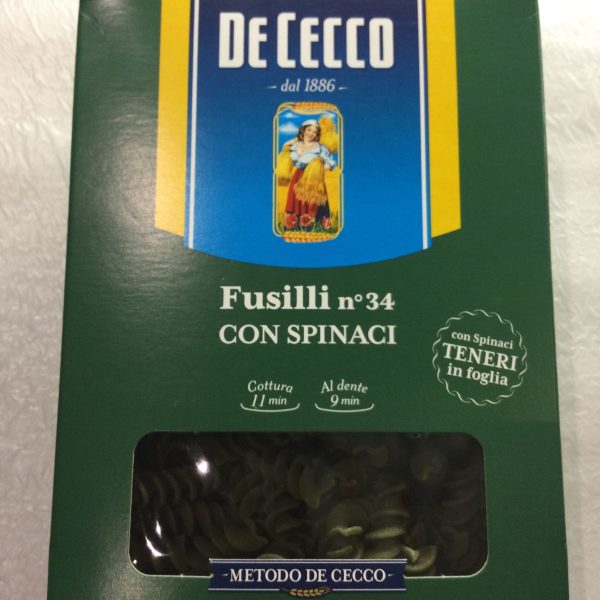 DE CECCO
dal 1886
Fusilli n° 34
CON SPINACI
Cottura
11 min
Al dente
9 min
con Spinaci
TENERI
in foglia
METODO DE CECCO